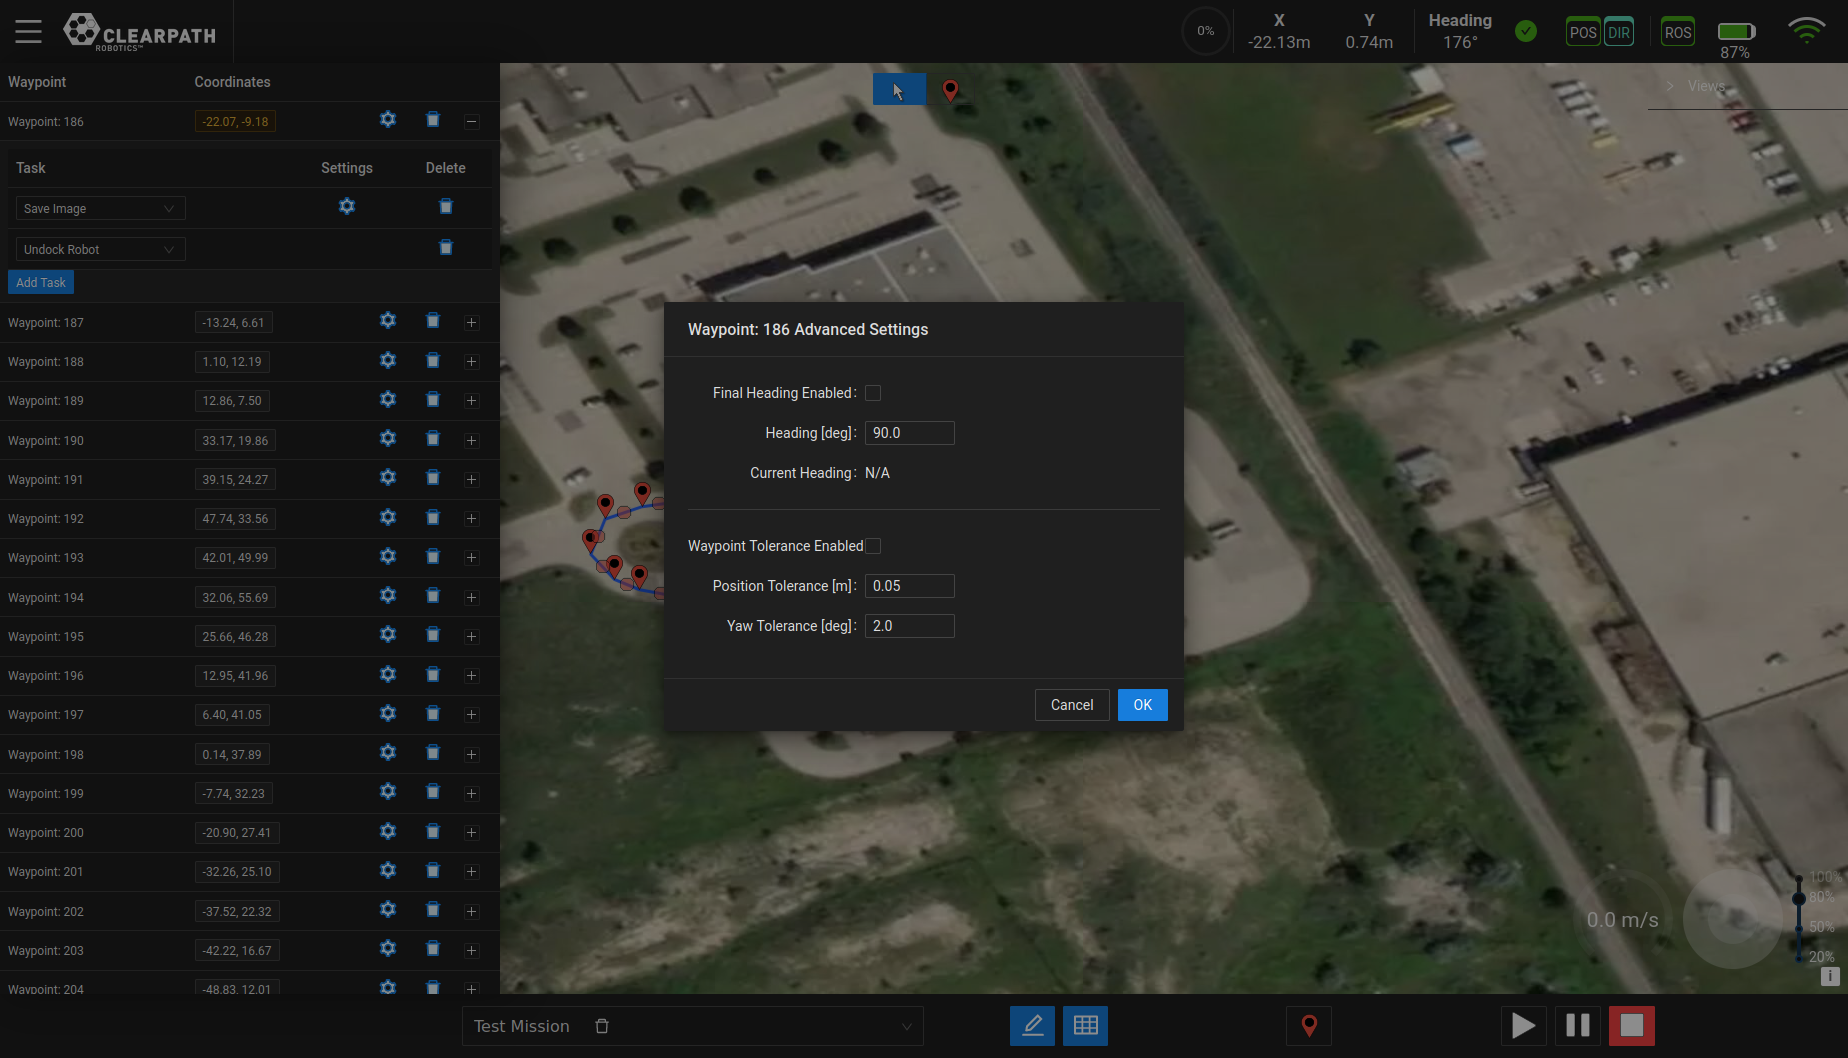 CLEARPATH
ROBOTICS™
0%
X
-22.13m
Y
0.74m
Heading
176°
POS
DIR
ROS
87%
Waypoint Coordinates
Waypoint: 186 -22.07, -9.18
Task Settings Delete
Save Image
Undock Robot
Add Task
Waypoint: 187 -13.24, 6.61
Waypoint: 188 1.10, 12.19
Waypoint: 189 12.86, 7.50
Waypoint: 190 33.17, 19.86
Waypoint: 191 39.15, 24.27
Waypoint: 192 47.74, 33.56
Waypoint: 193 42.01, 49.99
Waypoint: 194 32.06, 55.69
Waypoint: 195 25.66, 46.28
Waypoint: 196 12.95, 41.96
Waypoint: 197 6.40, 41.05
Waypoint: 198 0.14, 37.89
Waypoint: 199 -7.74, 32.23
Waypoint: 200 -20.90, 27.41
Waypoint: 201 -32.26, 25.10
Waypoint: 202 -37.52, 22.32
Waypoint: 203 -42.22, 16.67
Waypoint: 204 -48.83, 12.01
Views
Waypoint: 186 Advanced Settings
Final Heading Enabled:
Heading [deg]: 90.0
Current Heading: N/A
Waypoint Tolerance Enabled
Position Tolerance [m]: 0.05
Yaw Tolerance [deg]: 2.0
Cancel OK
0.0 m/s
100%
80%
50%
20%
i
Test Mission